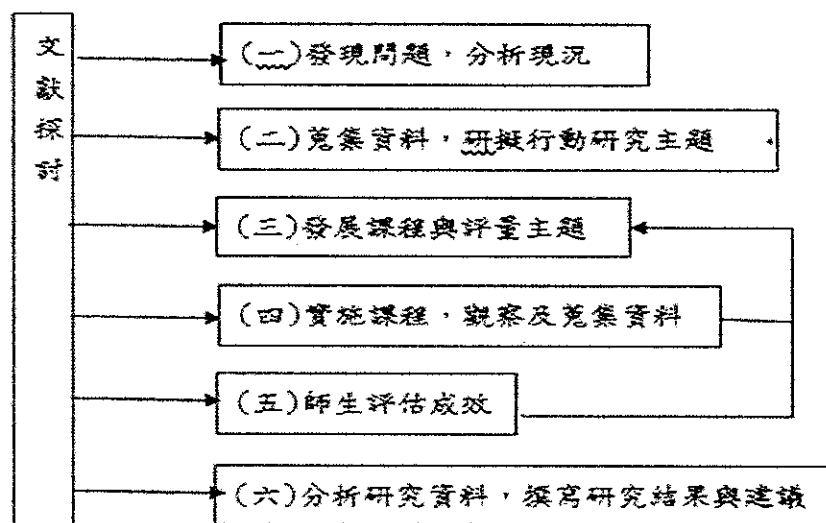 文獻探討
(一)發現問題，分析現況
(二)蒐集資料，研擬行動研究主題
(三)發展課程與評量主題
(四)實施課程，觀察及蒐集資料
(五)師生評估成效
(六)分析研究資料，撰寫研究結果與建議